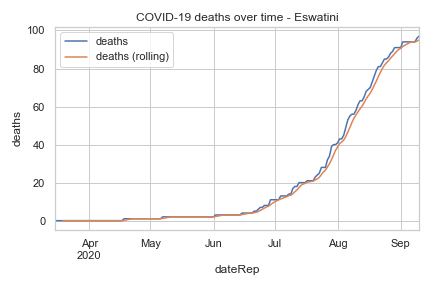 COVID-19 deaths over time - Eswatini
deaths
deaths (rolling)
100
80
60
40
20
0
deaths
Apr
2020
May
Jun
Jul
Aug
Sep
dateRep